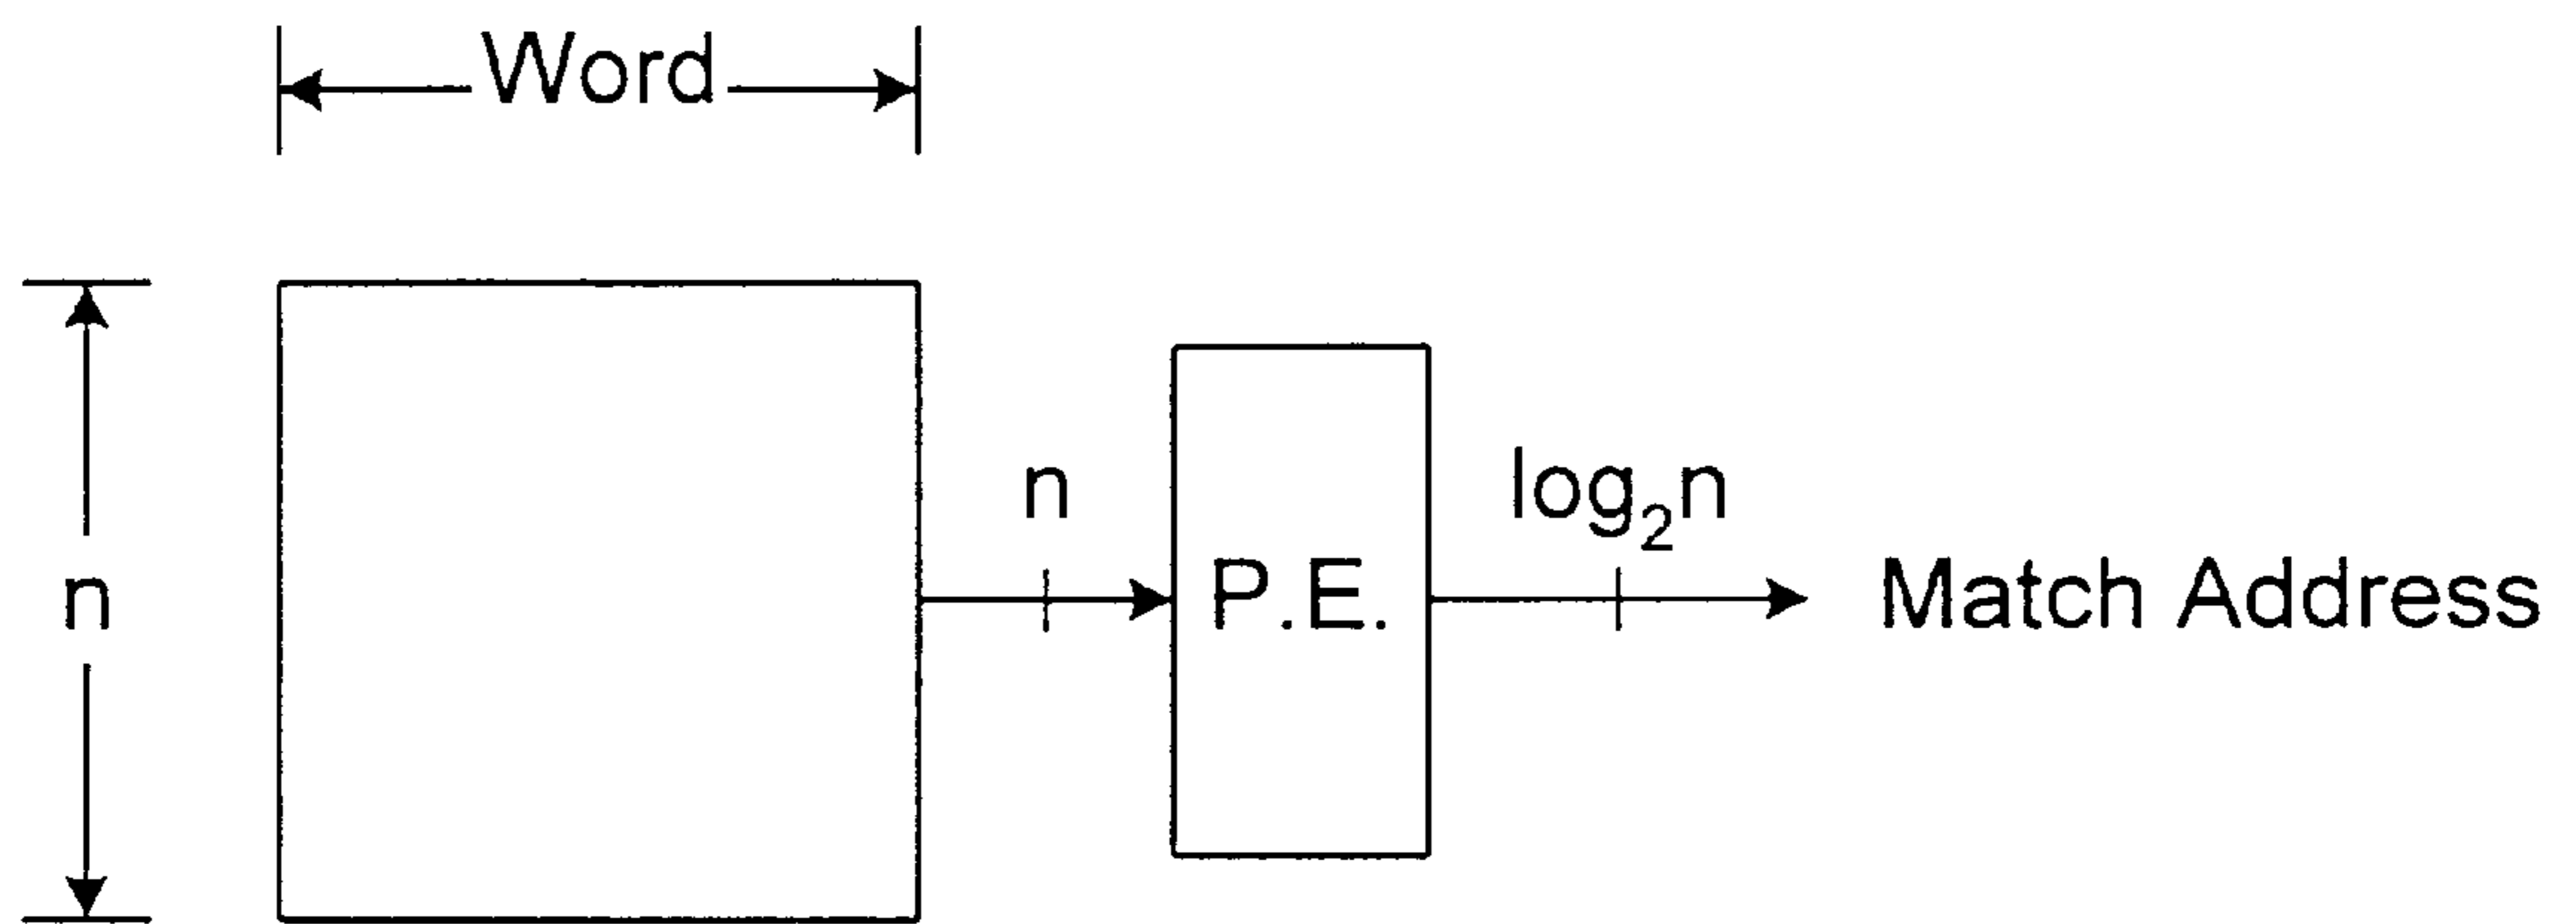 Word
n
n
P.E.
log₂n
Match Address